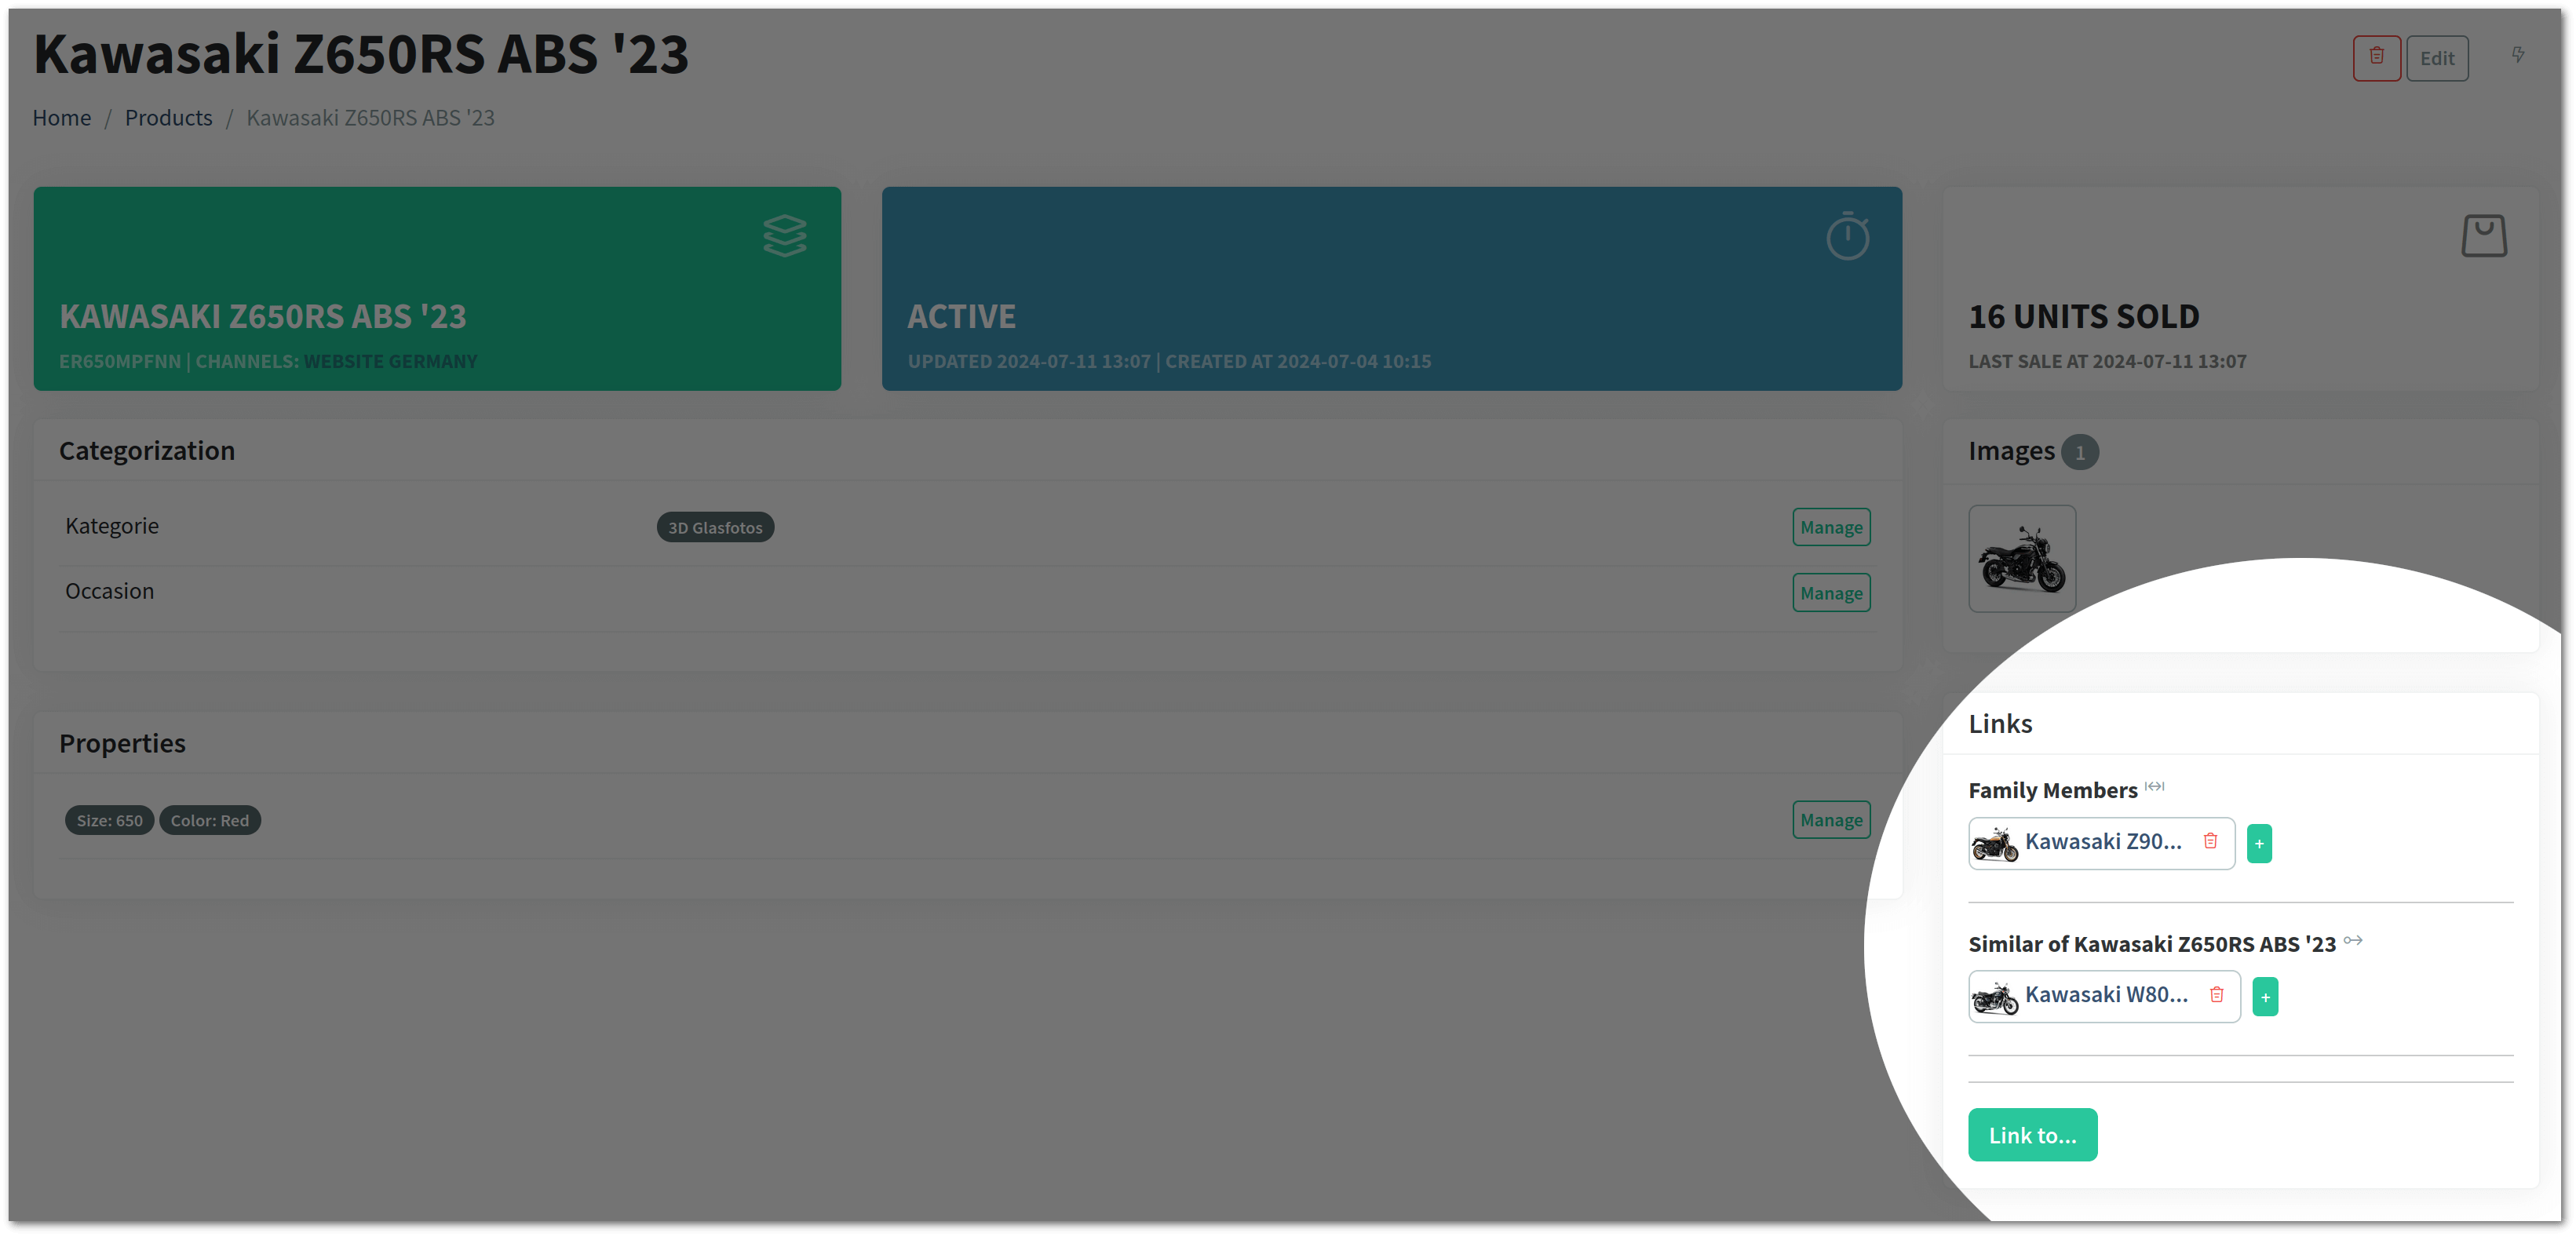 Kawasaki Z650RS ABS '23
Edit
Home / Products / Kawasaki Z650RS ABS '23
KAWASAKI Z650RS ABS '23
ER650MPFNN | CHANNELS: WEBSITE GERMANY
ACTIVE
UPDATED 2024-07-11 13:07 | CREATED AT 2024-07-04 10:15
16 UNITS SOLD
LAST SALE AT 2024-07-11 13:07
Categorization
Kategorie 3D Glasfotos Manage
Occasion Manage
Properties
Size: 650 Color: Red Manage
Images 1
Links
Family Members
Kawasaki Z90... +
Similar of Kawasaki Z650RS ABS '23
Kawasaki W80... +
Link to...